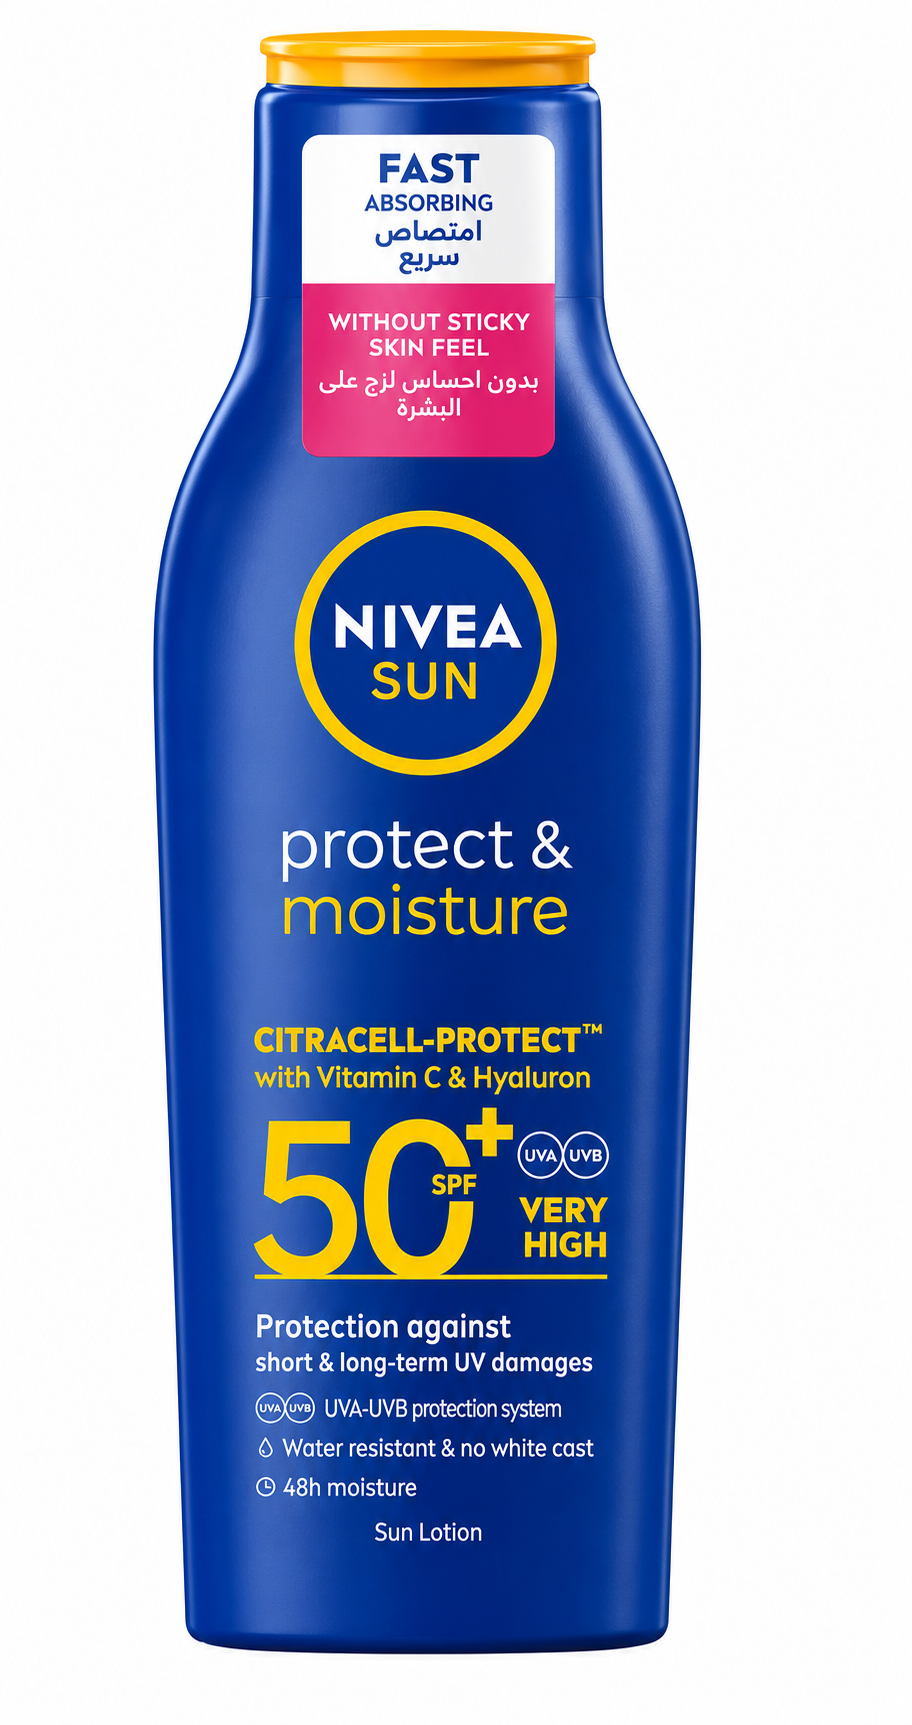 FAST
ABSORBING
امتصاص
سريع
WITHOUT STICKY
SKIN FEEL
بدون احساس لزج على
البشرة
NIVEA
SUN
protect &
moisture
CITRACELL-PROTECT™
with Vitamin C & Hyaluron
50+
SPF
UVA UVB
VERY
HIGH
Protection against
short & long-term UV damages
UVA UVB UVA-UVB protection system
Water resistant & no white cast
48h moisture
Sun Lotion